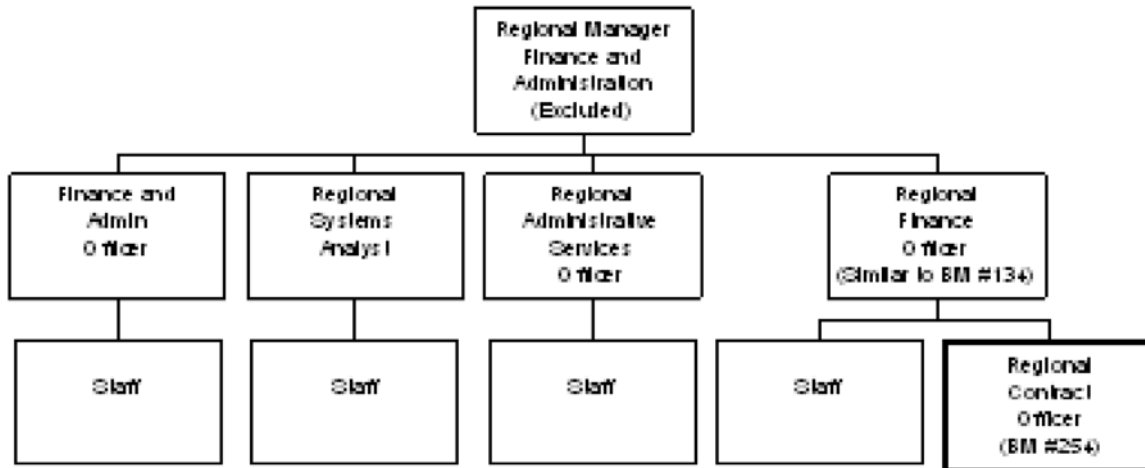 Regional Manager
Finance and
Administration
(Excluded)
Finance and
Admin
Officer
Regional
Systems
Analyst
Regional
Administrative
Services
Officer
Regional
Finance
Officer
(Similar to BM #134)
Staff
Staff
Staff
Staff
Regional
Contract
Officer
(BM #254)